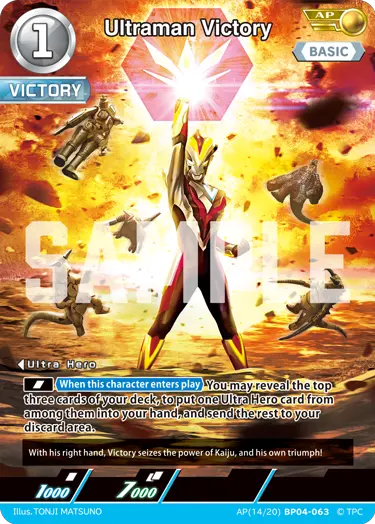 Ultraman Victory
AP
1
BASIC
VICTORY
SAMPLE
Ultra Hero
When this character enters play You may reveal the top
three cards of your deck, to put one Ultra Hero card from
among them into your hand, and send the rest to your
discard area.
With his right hand, Victory seizes the power of Kaiju, and his own triumph!
1000 7000
Illus. TONJI MATSUNO AP(14/20) BP04-063 © TPC